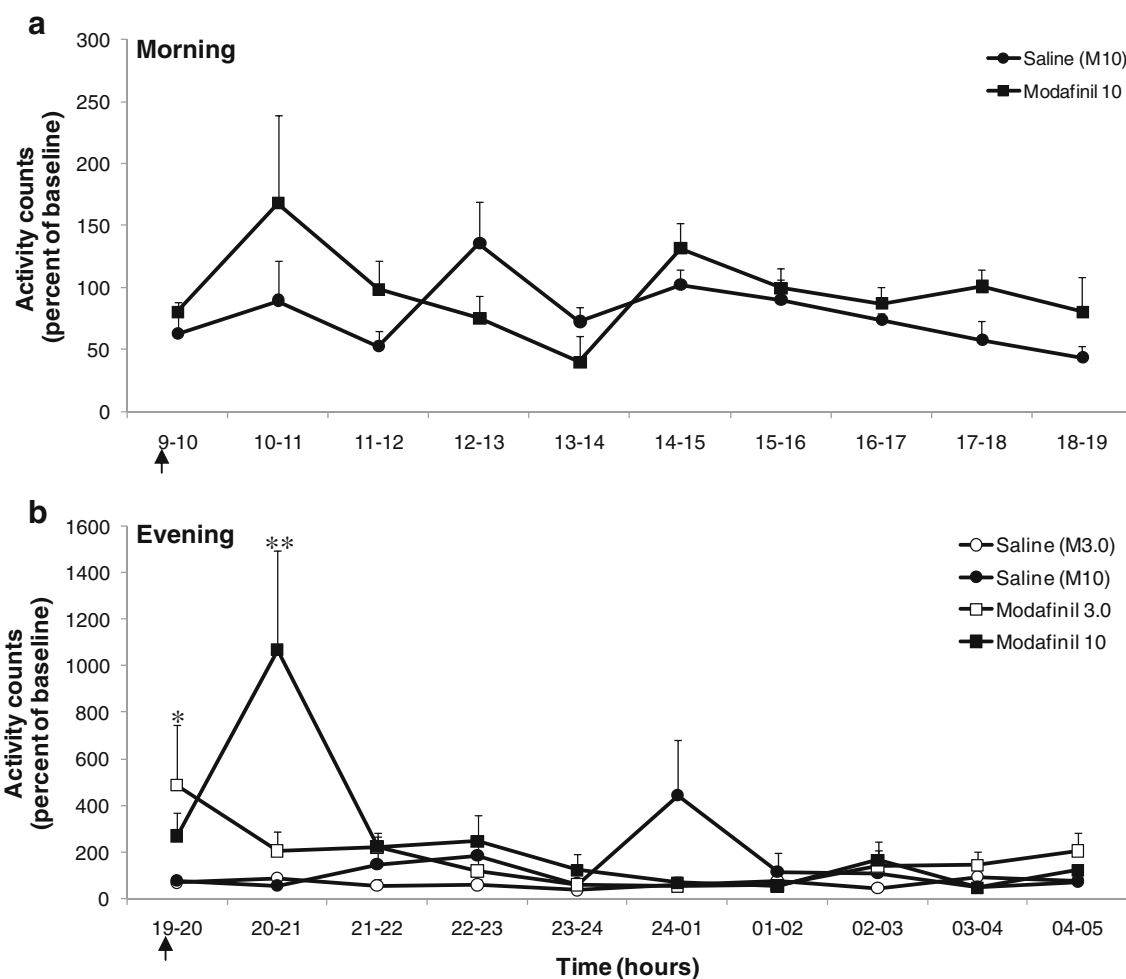 a
300
Morning
Saline (M10)
250
Modafinil 10
200
150
100
50
0
Activity counts
(percent of baseline)
9-10 10-11 11-12 12-13 13-14 14-15 15-16 16-17 17-18 18-19
b
1600
Evening
**
Saline (M3.0)
1400
Saline (M10)
1200
Modafinil 3.0
1000
Modafinil 10
800
*
600
400
200
0
Activity counts
(percent of baseline)
19-20 20-21 21-22 22-23 23-24 24-01 01-02 02-03 03-04 04-05
Time (hours)